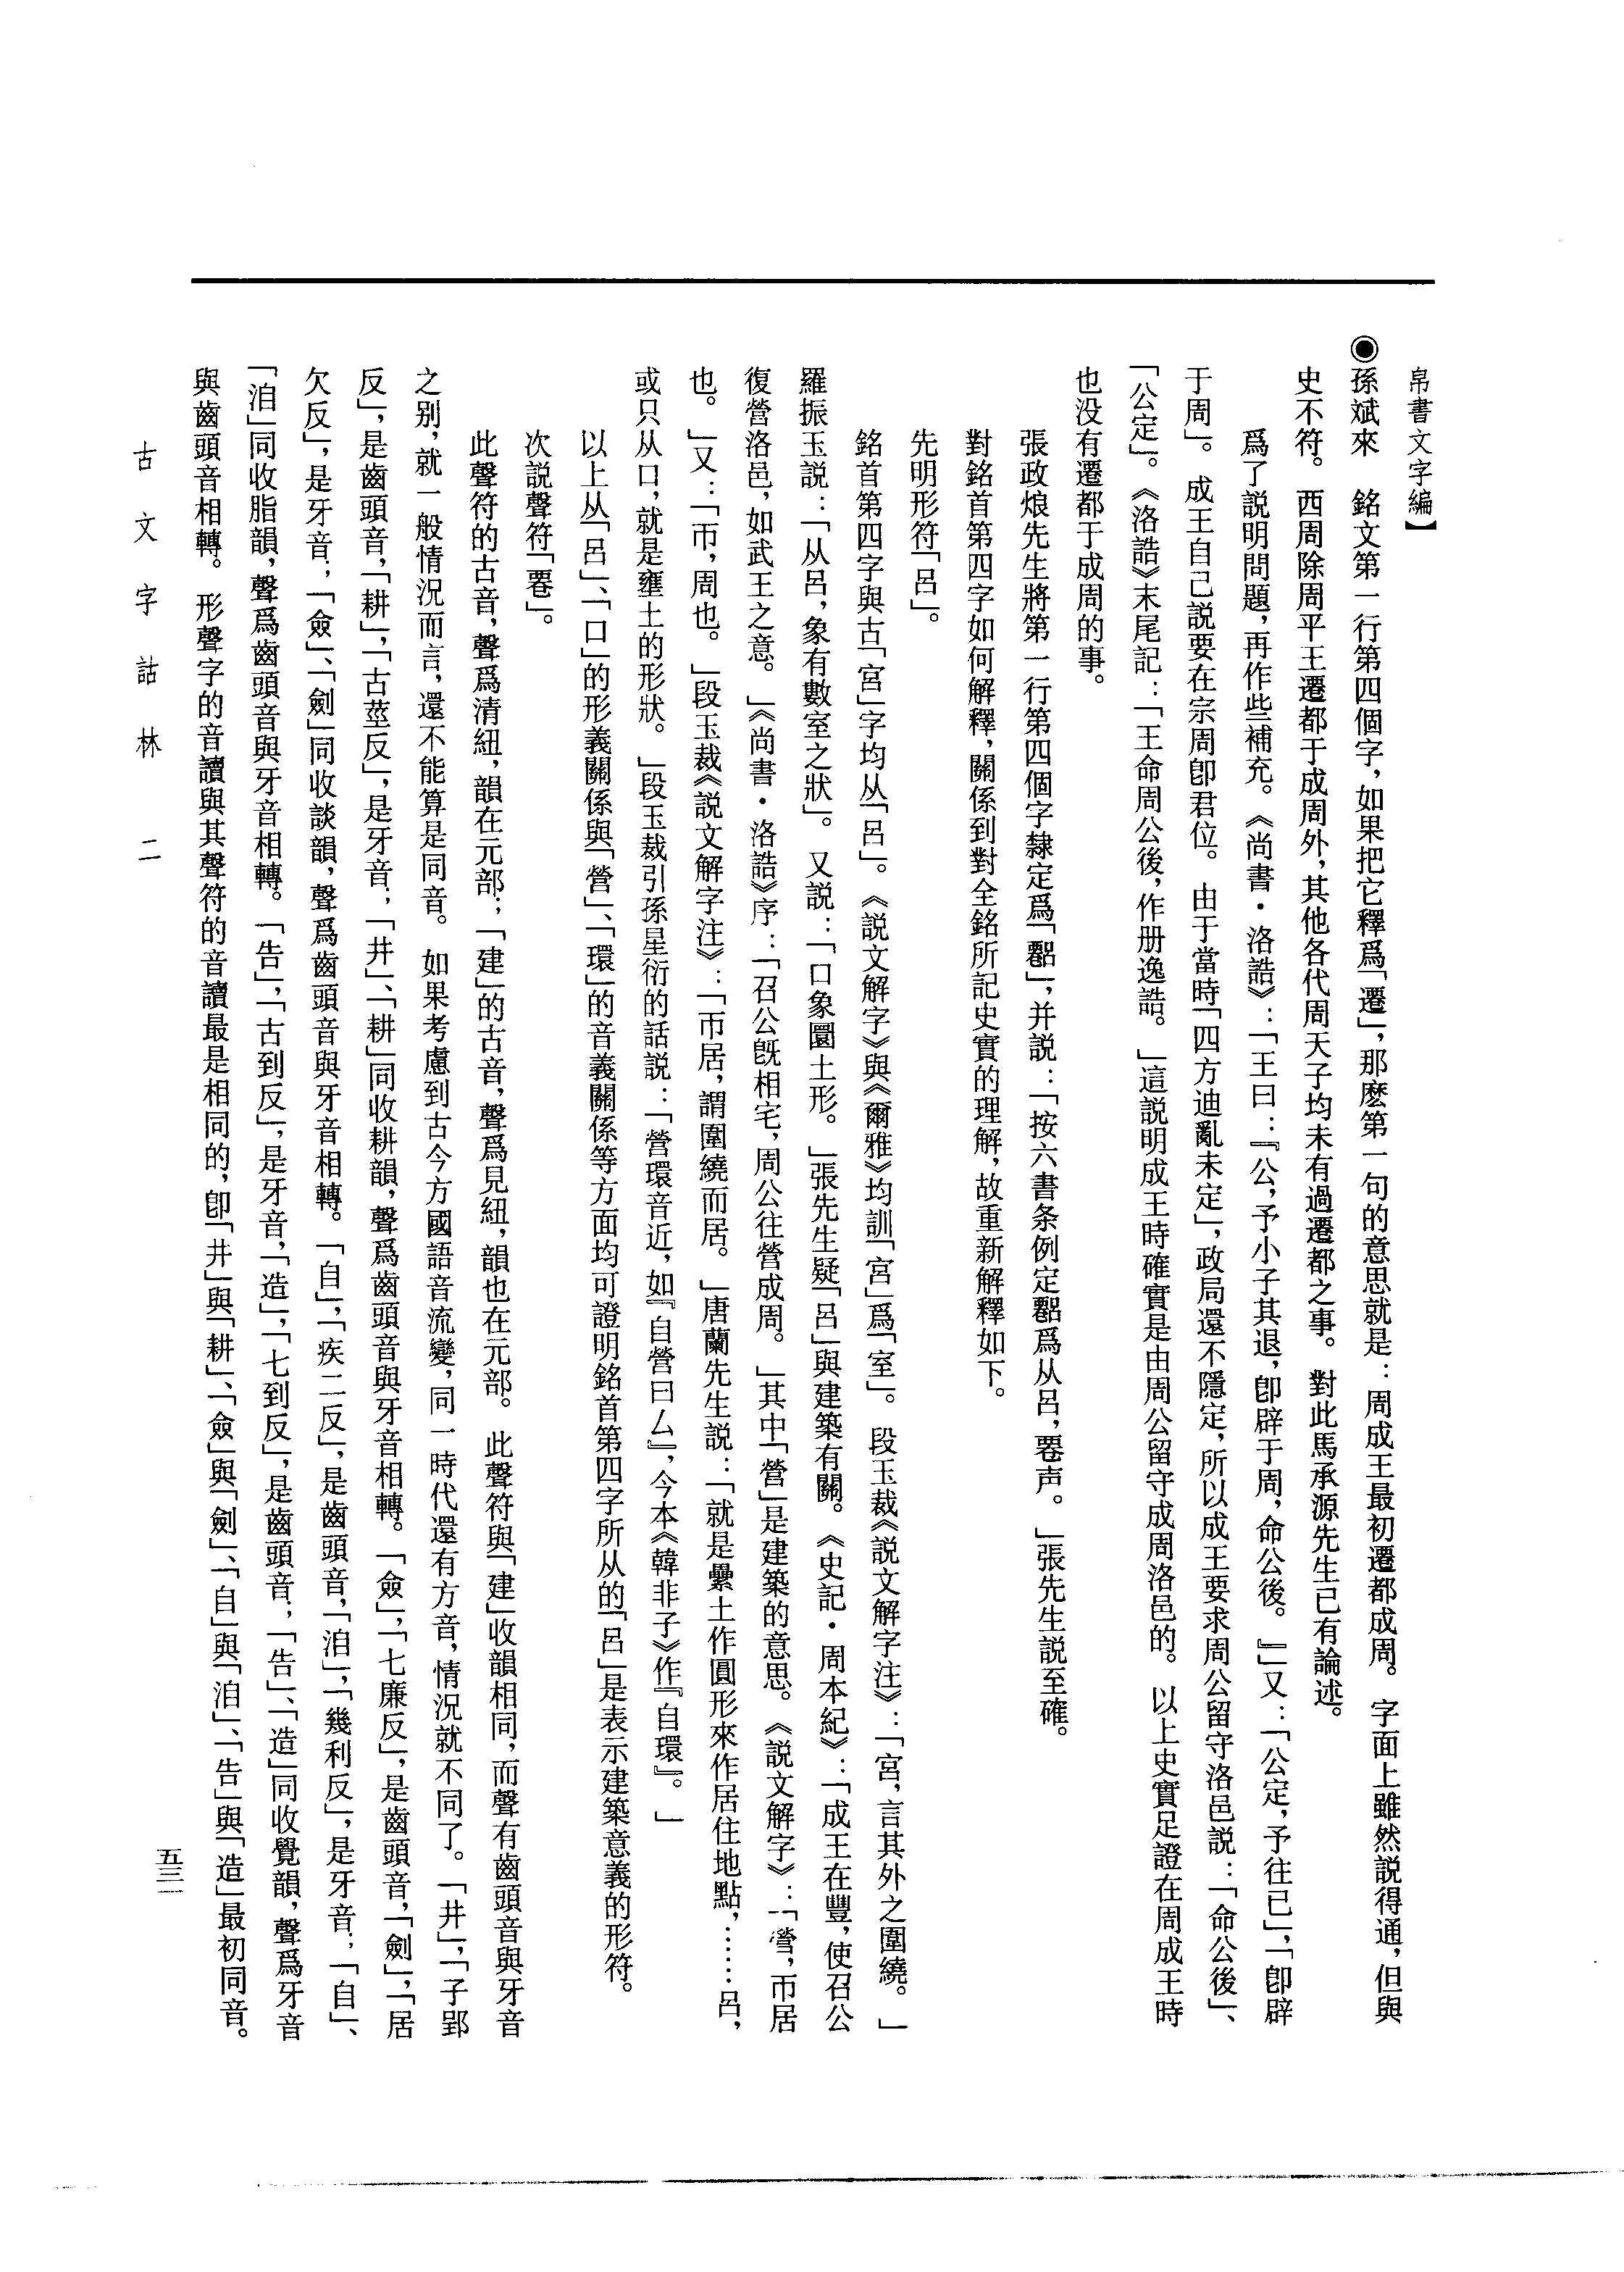 帛書文字編】
◉孫斌來　銘文第一行第四個字，如果把它釋爲「遷」，那麽第一句的意思就是：周成王最初遷都成周。字面上雖然説得通，但與
史不符。西周除周平王遷都于成周外，其他各代周天子均未有過遷都之事。對此馬承源先生已有論述。
爲了説明問題，再作些補充。《尚書·洛誥》：「王曰：『公，予小子其退，卽辟于周，命公後。』」又：「公定，予往已」，「卽辟
于周」。成王自己説要在宗周卽君位。由于當時「四方迪亂未定」，政局還不隱定，所以成王要求周公留守洛邑説：「命公後」、
「公定」。《洛誥》末尾記：「王命周公後，作册逸誥。」這説明成王時確實是由周公留守成周洛邑的。以上史實足證在周成王時
也没有遷都于成周的事。
張政烺先生將第一行第四個字隸定爲「」，并説：「按六書条例定爲从呂，䙴声。」張先生説至確。
對銘首第四字如何解釋，關係到對全銘所記史實的理解，故重新解釋如下。
先明形符「呂」。
銘首第四字與古「宮」字均从「呂」。《説文解字》與《爾雅》均訓「宮」爲「室」。段玉裁《説文解字注》：「宮，言其外之圍繞。」
羅振玉説：「从呂，象有數室之狀」。又説：「口象圜土形。」張先生疑「呂」與建築有關。《史記·周本紀》：「成王在豐，使召公
復營洛邑，如武王之意。」《尚書·洛誥》序：「召公旣相宅，周公往營成周。」其中「營」是建築的意思。《説文解字》：「營，帀居
也。」又：「帀，周也。」段玉裁《説文解字注》：「帀居，謂圍繞而居。」唐蘭先生説：「就是纍土作圓形來作居住地點，……呂，
或只从口，就是壅土的形狀。」段玉裁引孫星衍的話説：「營環音近，如『自營曰厶』，今本《韓非子》作『自環』。」
以上从「呂」、「口」的形義關係與「營」、「環」的音義關係等方面均可證明銘首第四字所从的「呂」是表示建築意義的形符。
次説聲符「䙴」。
此聲符的古音，聲爲清紐，韻在元部；「建」的古音，聲爲見紐，韻也在元部。此聲符與「建」收韻相同，而聲有齒頭音與牙音
之别，就一般情況而言，還不能算是同音。如果考慮到古今方國語音流變，同一時代還有方音，情況就不同了。「井」，「子郢
反」，是齒頭音，「耕」，「古莖反」，是牙音；「井」、「耕」同收耕韻，聲爲齒頭音與牙音相轉。「僉」，「七廉反」，是齒頭音，「劍」，「居
欠反」，是牙音；「僉」、「劍」同收談韻，聲爲齒頭音與牙音相轉。「自」，「疾二反」，是齒頭音，「洎」，「幾利反」，是牙音；「自」、
「洎」同收脂韻，聲爲齒頭音與牙音相轉。「告」，「古到反」，是牙音，「造」，「七到反」，是齒頭音；「告」、「造」同收覺韻，聲爲牙音
與齒頭音相轉。形聲字的音讀與其聲符的音讀最是相同的，卽「井」與「耕」、「僉」與「劍」、「自」與「洎」、「告」與「造」最初同音。
古文字詁林　二
五三一